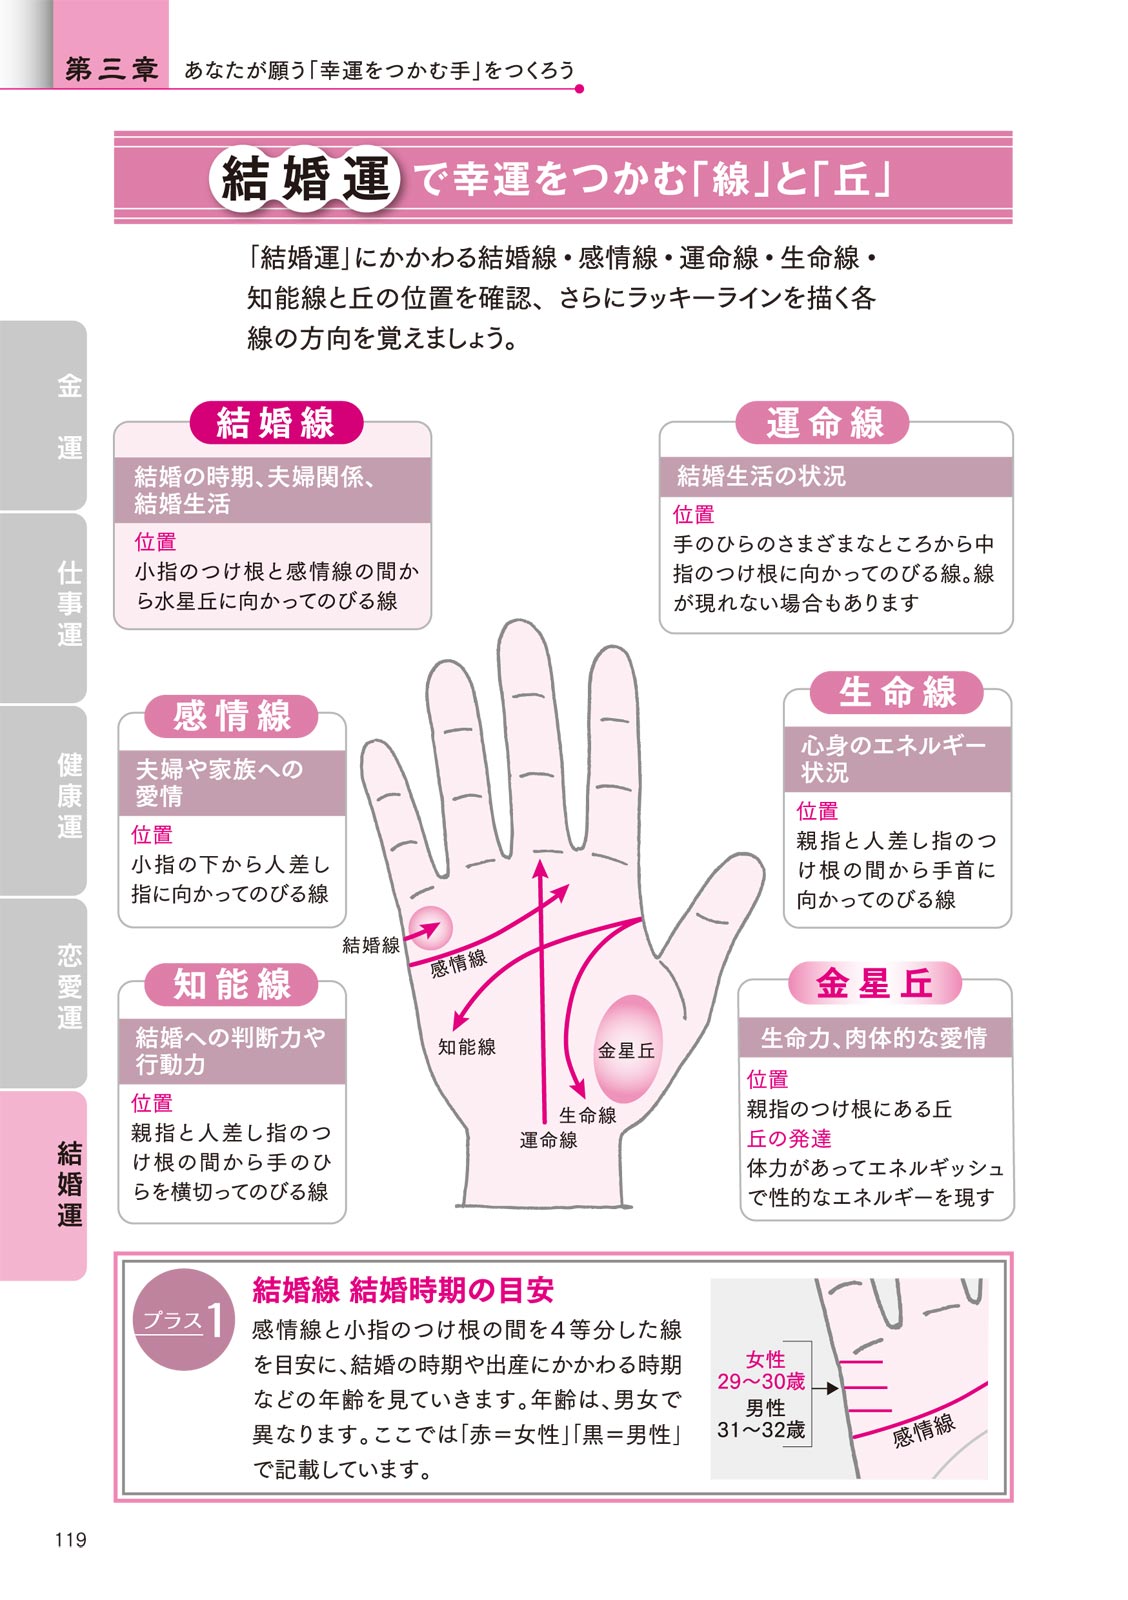 第三章 あなたが願う「幸運をつかむ手」をつくろう
結婚運で幸運をつかむ「線」と「丘」
「結婚運」にかかわる結婚線・感情線・運命線・生命線・
知能線と丘の位置を確認、さらにラッキーラインを描く各
線の方向を覚えましょう。
金運
仕事運
健康運
恋愛運
結婚運
結婚線
結婚の時期、夫婦関係、
結婚生活
位置
小指のつけ根と感情線の間か
ら水星丘に向かってのびる線
運命線
結婚生活の状況
位置
手のひらのさまざまなところから中
指のつけ根に向かってのびる線。線
が現れない場合もあります
感情線
夫婦や家族への
愛情
位置
小指の下から人差し
指に向かってのびる線
生命線
心身のエネルギー
状況
位置
親指と人差し指のつ
け根の間から手首に
向かってのびる線
知能線
結婚への判断力や
行動力
位置
親指と人差し指のつ
け根の間から手のひ
らを横切ってのびる線
金星丘
生命力、肉体的な愛情
位置
親指のつけ根にある丘
丘の発達
体力があってエネルギッシュ
で性的なエネルギーを現す
結婚線
感情線
知能線
金星丘
生命線
運命線
プラス1
結婚線 結婚時期の目安
感情線と小指のつけ根の間を4等分した線
を目安に、結婚の時期や出産にかかわる時期
などの年齢を見ていきます。年齢は、男女で
異なります。ここでは「赤=女性」「黒=男性」
で記載しています。
女性
29〜30歳
男性
31〜32歳
感情線
119